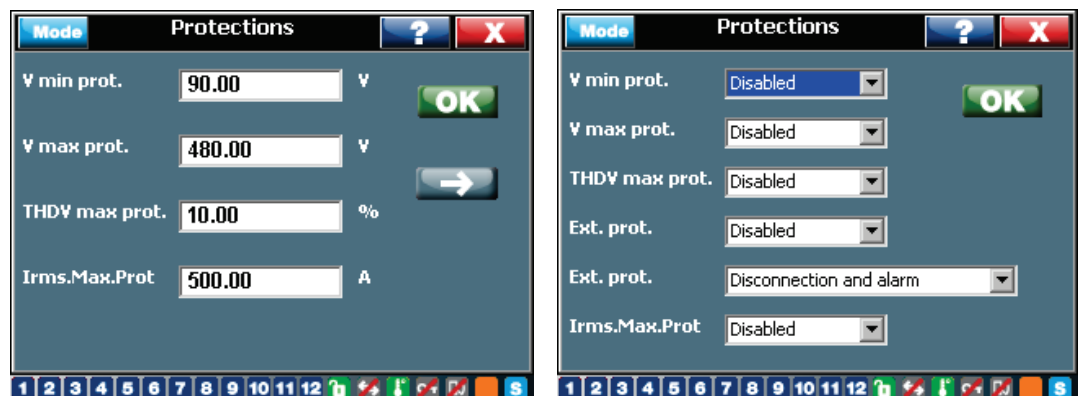 Mode Protections ? X
V min prot. 90.00 V
OK
V max prot. 480.00 V
THDV max prot. 10.00 %
Irms.Max.Prot 500.00 A
1 2 3 4 5 6 7 8 9 10 11 12 S
Mode Protections ? X
V min prot. Disabled
OK
V max prot. Disabled
THDV max prot. Disabled
Ext. prot. Disabled
Ext. prot. Disconnection and alarm
Irms.Max.Prot Disabled
1 2 3 4 5 6 7 8 9 10 11 12 S